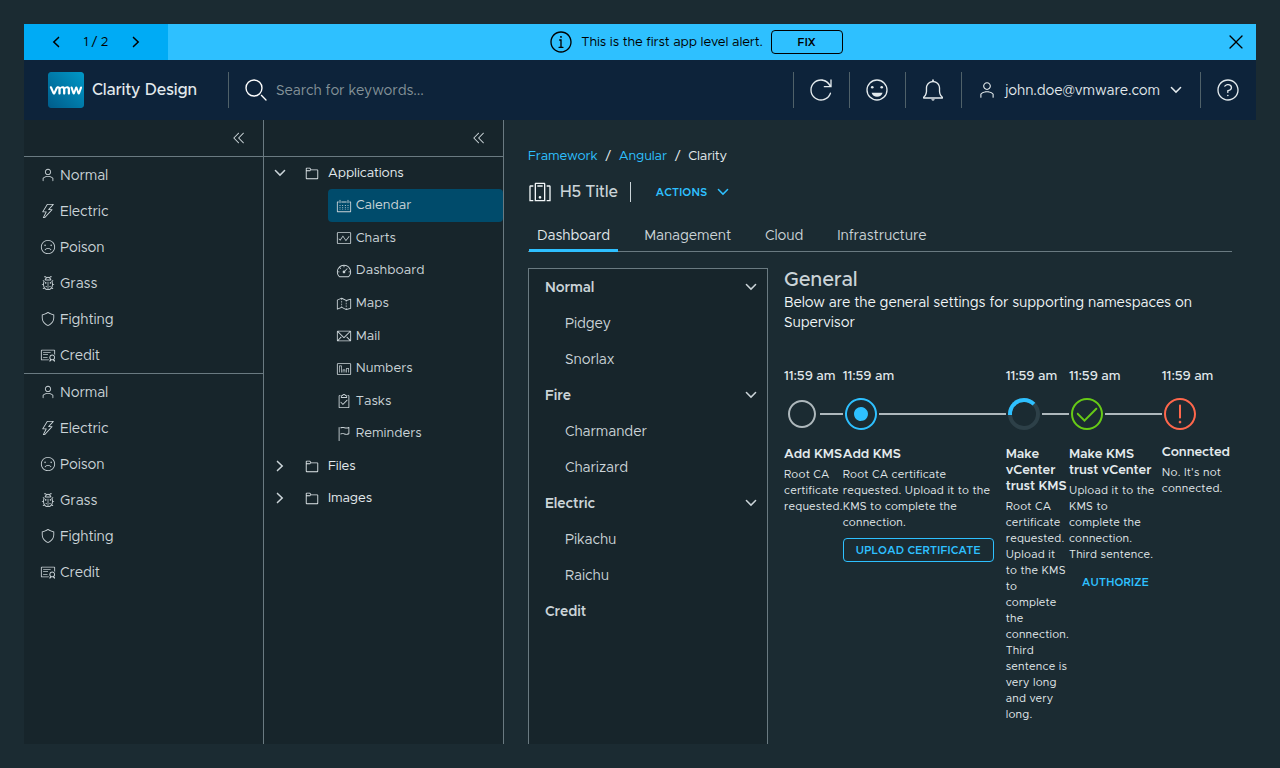 1 / 2
This is the first app level alert.
FIX
vmw
Clarity Design
Search for keywords...
john.doe@vmware.com
Normal
Electric
Poison
Grass
Fighting
Credit
Normal
Electric
Poison
Grass
Fighting
Credit
Applications
Calendar
Charts
Dashboard
Maps
Mail
Numbers
Tasks
Reminders
Files
Images
Framework / Angular / Clarity
H5 Title
ACTIONS
Dashboard Management Cloud Infrastructure
Normal
Pidgey
Snorlax
Fire
Charmander
Charizard
Electric
Pikachu
Raichu
Credit
General
Below are the general settings for supporting namespaces on
Supervisor
11:59 am
Add KMS
Root CA
certificate
requested.
11:59 am
Add KMS
Root CA certificate
requested. Upload it to the
KMS to complete the
connection.
UPLOAD CERTIFICATE
11:59 am
Make
vCenter
trust KMS
Root CA
certificate
requested.
Upload it
to the KMS
to
complete
the
connection.
Third
sentence is
very long
and very
long.
11:59 am
Make KMS
trust vCenter
Upload it to the
KMS to
complete the
connection.
Third sentence.
AUTHORIZE
11:59 am
Connected
No. It's not
connected.